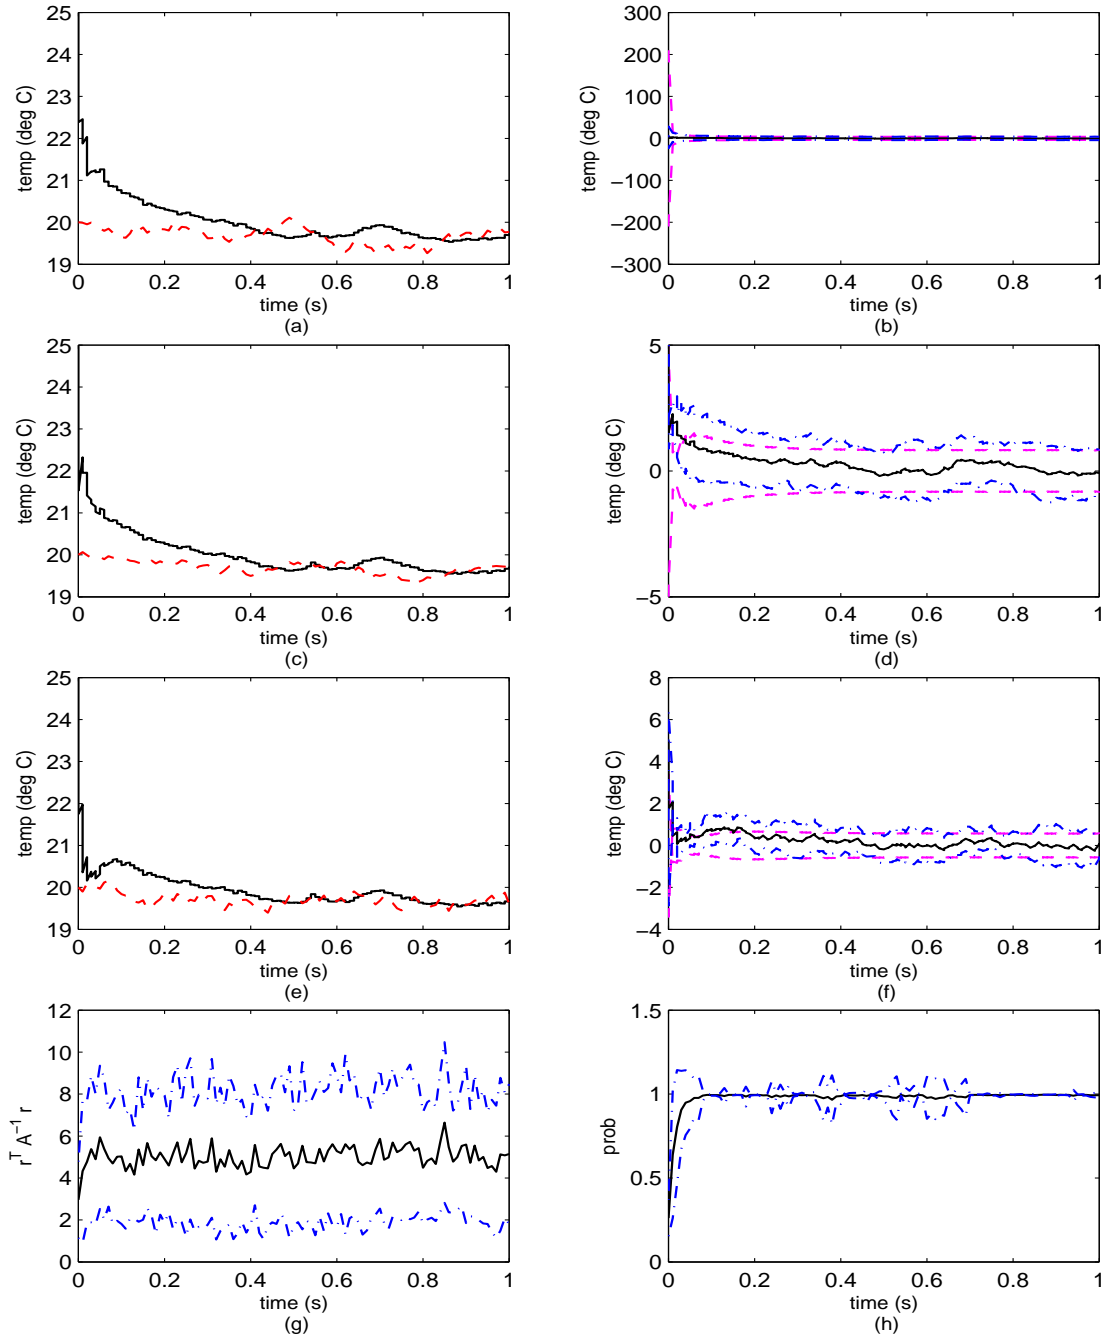 25
24
23
22
21
20
19
temp (deg C)
0 0.2 0.4 0.6 0.8 1
time (s)
(a)
300
200
100
0
−100
−200
−300
temp (deg C)
0 0.2 0.4 0.6 0.8 1
time (s)
(b)
25
24
23
22
21
20
19
temp (deg C)
0 0.2 0.4 0.6 0.8 1
time (s)
(c)
5
0
−5
temp (deg C)
0 0.2 0.4 0.6 0.8 1
time (s)
(d)
25
24
23
22
21
20
19
temp (deg C)
0 0.2 0.4 0.6 0.8 1
time (s)
(e)
8
6
4
2
0
−2
−4
temp (deg C)
0 0.2 0.4 0.6 0.8 1
time (s)
(f)
12
10
8
6
4
2
0
r^T A^−1 r
0 0.2 0.4 0.6 0.8 1
time (s)
(g)
1.5
1
0.5
0
prob
0 0.2 0.4 0.6 0.8 1
time (s)
(h)